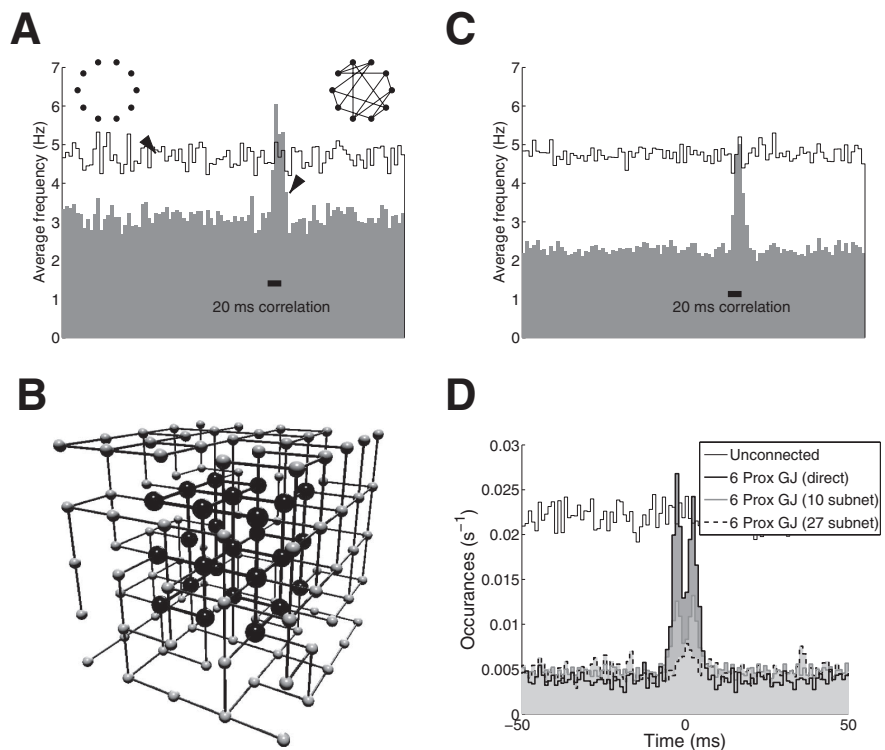 A
C
7
6
5
4
3
2
1
0
Average frequency (Hz)
20 ms correlation
7
6
5
4
3
2
1
0
Average frequency (Hz)
20 ms correlation
B
D
0.03
0.025
0.02
0.015
0.01
0.005
0
Occurances (s⁻¹)
Unconnected
6 Prox GJ (direct)
6 Prox GJ (10 subnet)
6 Prox GJ (27 subnet)
−50
0
50
Time (ms)